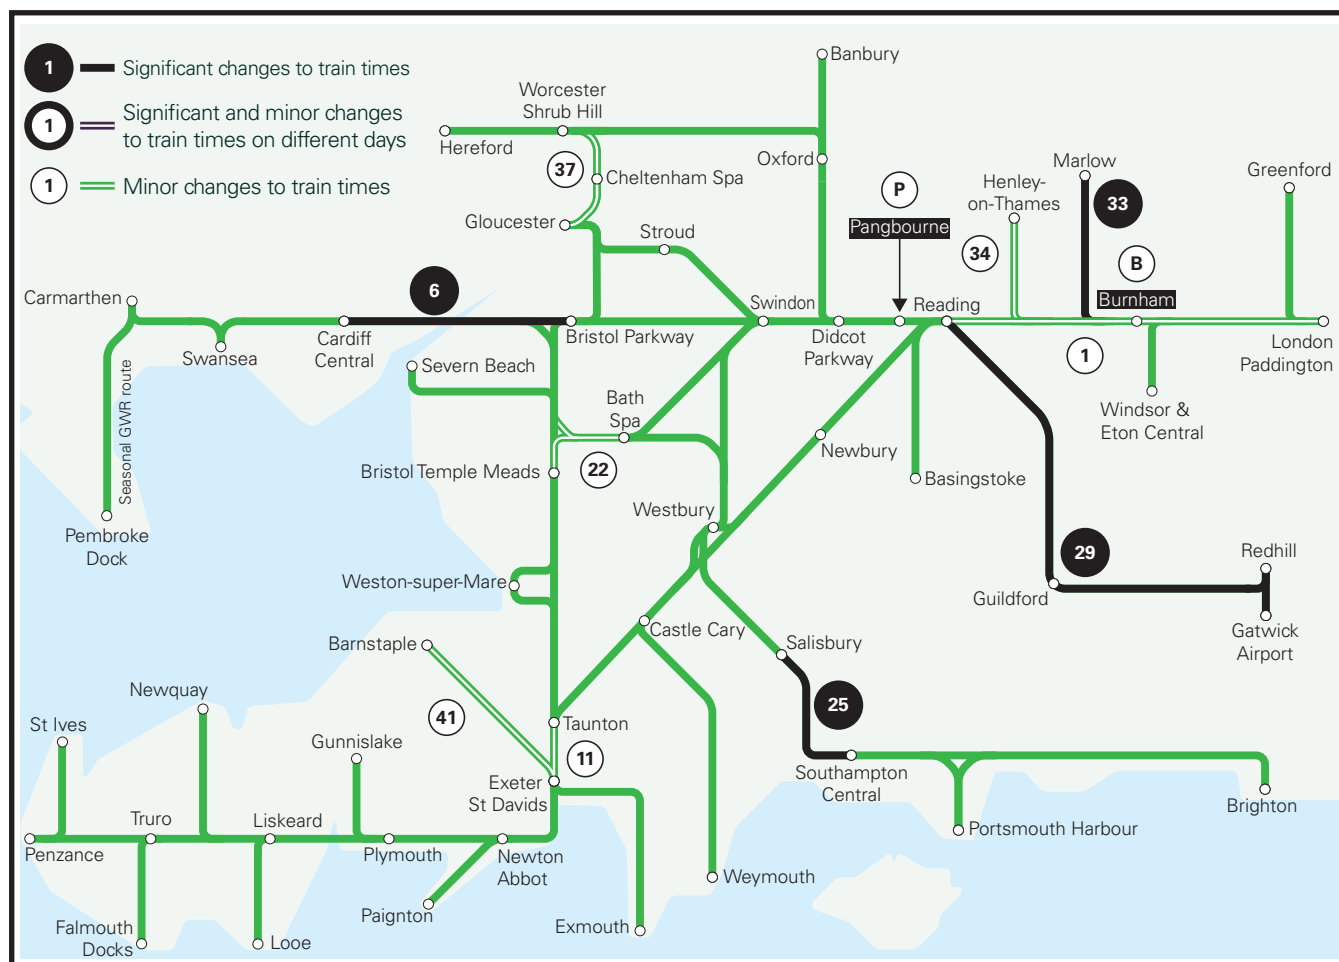 1 Significant changes to train times
1 Significant and minor changes
to train times on different days
1 Minor changes to train times
Banbury
Worcester
Shrub Hill
Hereford
37
Cheltenham Spa
Oxford
Gloucester
Stroud
P
Pangbourne
Henley-
on-Thames
34
Marlow
33
B
Burnham
Greenford
Carmarthen
6
Swansea
Cardiff
Central
Bristol Parkway
Swindon
Didcot
Parkway
Reading
1
London
Paddington
Windsor &
Eton Central
Severn Beach
Bath
Spa
Bristol Temple Meads
22
Newbury
Basingstoke
Seasonal GWR route
Pembroke
Dock
Westbury
29
Redhill
Guildford
Gatwick
Airport
Weston-super-Mare
Castle Cary
Salisbury
25
Southampton
Central
Barnstaple
41
Taunton
11
Exeter
St Davids
Newquay
St Ives
Gunnislake
Truro
Liskeard
Penzance
Plymouth
Newton
Abbot
Portsmouth Harbour
Brighton
Weymouth
Paignton
Exmouth
Falmouth
Docks
Looe